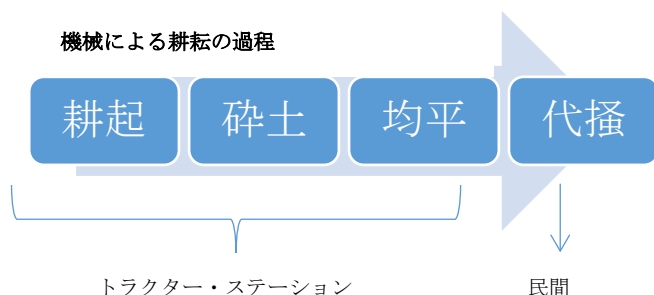 機械による耕耘の過程
耕起 砕土 均平 代掻
トラクター・ステーション 民間